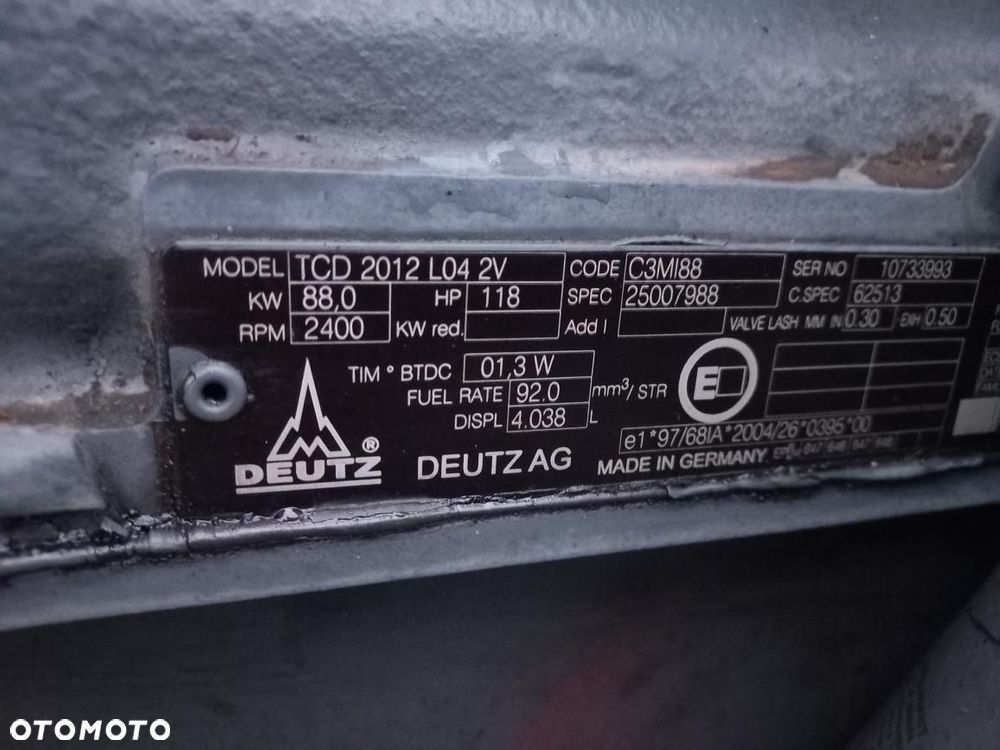 MODEL TCD 2012 L04 2V CODE C3MI88 SER NO 10733993
KW 88,0 HP 118 SPEC 25007988 C.SPEC 62513
RPM 2400 KW red. Add I VALVE LASH MM IN 0.30 EXH 0.50
TIM ° BTDC 01,3 W
FUEL RATE 92.0 mm³/ STR
DISPL 4.038 L
E
e1*97/68IA*2004/26*0395*00
DEUTZ ® DEUTZ AG MADE IN GERMANY
OTOMOTO